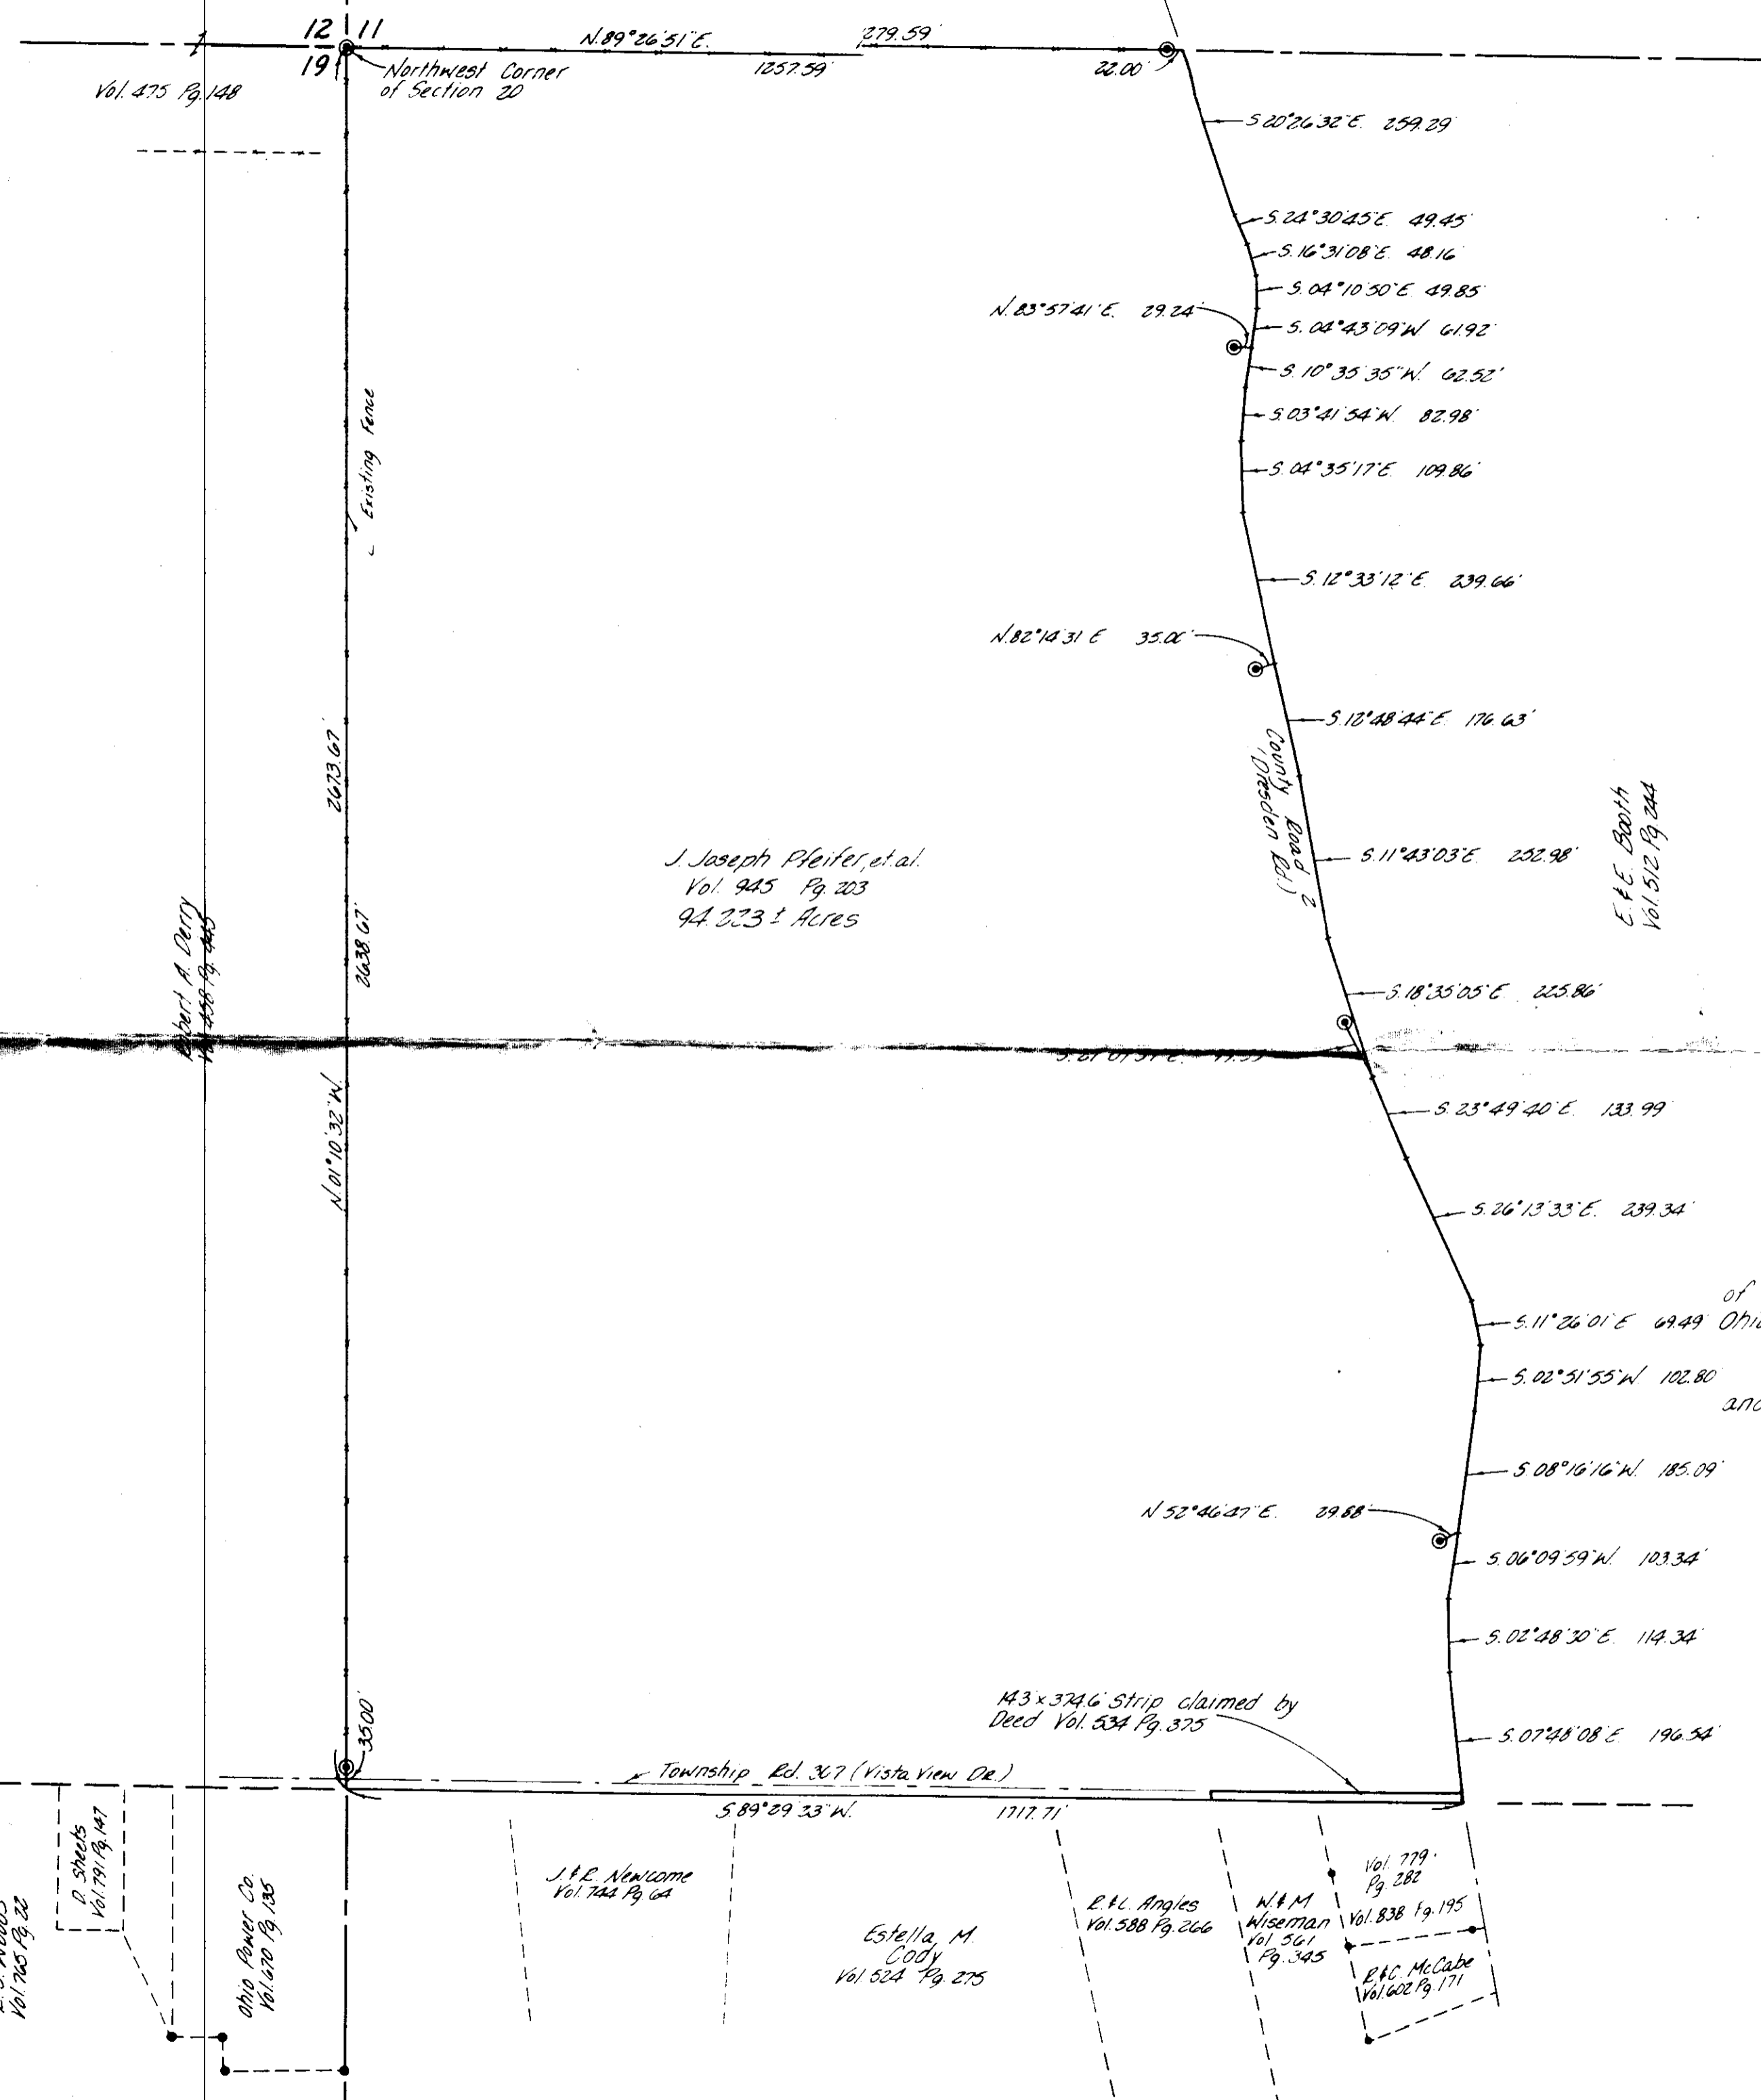 12 11
19
N.89°26'51"E. 279.59'
1257.59 22.00'
Northwest Corner
of Section 20
Vol. 475 Pg. 148
S 20°26'32"E. 259.29'
S. 24°30'45"E. 49.45'
S. 16°31'08"E. 48.16'
S. 04°10'50"E. 49.85'
N. 83°57'41"E. 29.24'
S. 04°43'09"W 61.92'
S. 10°35'35"W. 62.52'
S.03°41'54"W. 82.98'
S. 04°35'17"E. 109.86'
Existing Fence
S. 12°33'12"E. 239.66'
N.82°14'31 E
S.12°48'44"E. 176.63'
County Road 2
(Dresden Rd.)
2673.67'
S.11°43'03"E. 252.98'
E. & E. Booth
Vol. 512 Pg. 244
J. Joseph Pfeifer, et.al.
Vol. 945 Pg. 203
94.223 ± Acres
2638.67'
Robert A. Derry
S.18°35'05"E. 225.86'
N.01°10'32"W.
S. 23°49'40"E. 133.99'
S. 26°13'33"E. 239.34'
of
S.11°26'01"E 69.49'
S. 02°51'55"W. 102.80'
S. 08°16'16"W. 185.09'
N 52°46'47"E. 29.88'
S. 06°09'59"W. 103.34'
S. 02°48'30"E. 114.34'
143 x 374.6' Strip claimed by
Deed Vol. 534 Pg. 375
S. 07°48'08"E. 196.54'
35.00'
Township Rd. 367 (Vista View Dr.)
S 89°29'33"W. 1717.71'
D. Sheets
Vol. 791 Pg. 147
Vol. 765 Pg. 22
Ohio Power Co.
Vol. 670 Pg. 135
J. & R. Newcome
Vol. 744 Pg 64
Estella M.
Cody
Vol. 524 Pg. 275
R. & C. Angles
Vol. 588 Pg. 266
W. & M
Wiseman
Vol 561
Pg. 345
Vol. 779
Pg. 282
Vol. 838 Pg. 195
R & C. McCabe
Vol. 602 Pg. 171